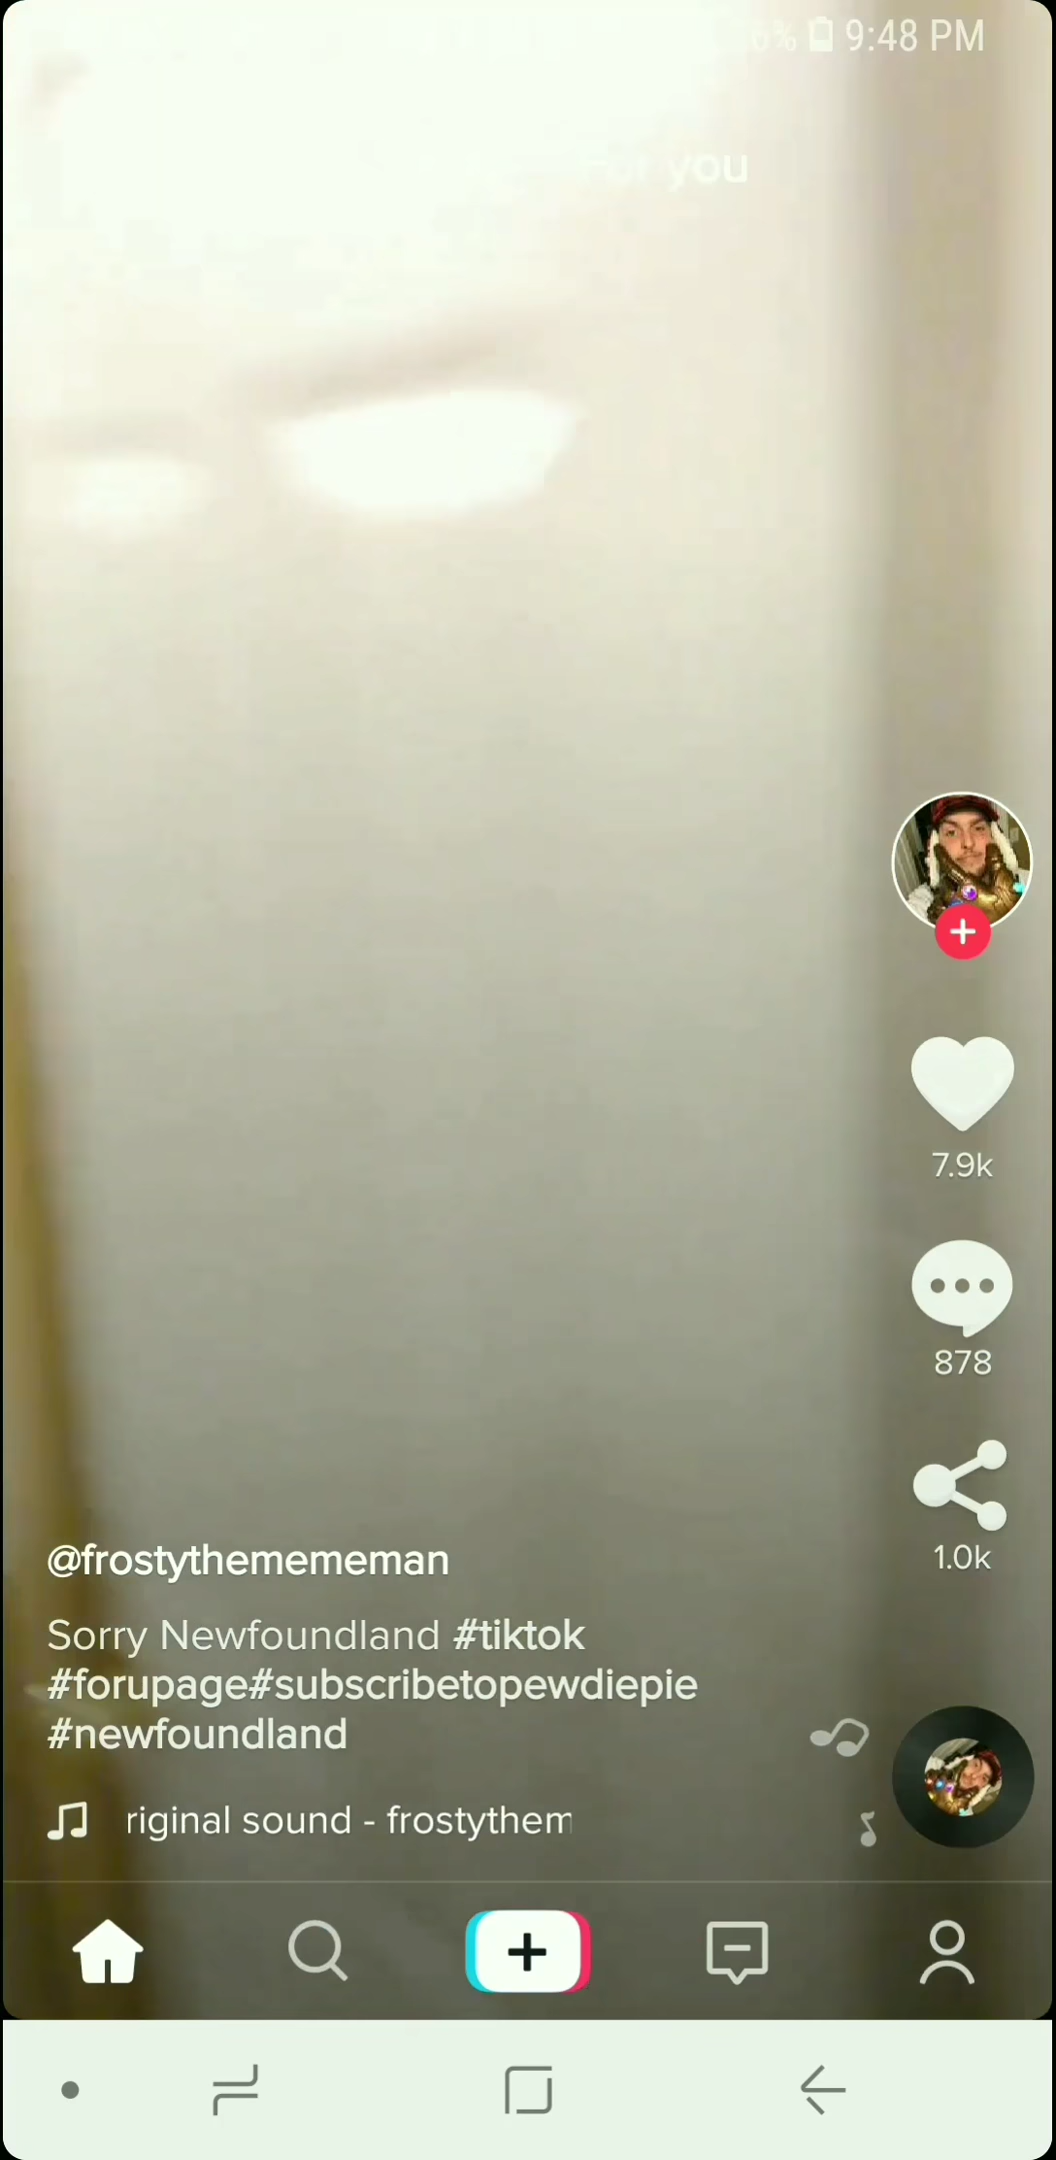 9:48 PM
you
7.9k
878
1.0k
@frostythemememan
Sorry Newfoundland #tiktok
#forupage#subscribetopewdiepie
#newfoundland
riginal sound - frostythem